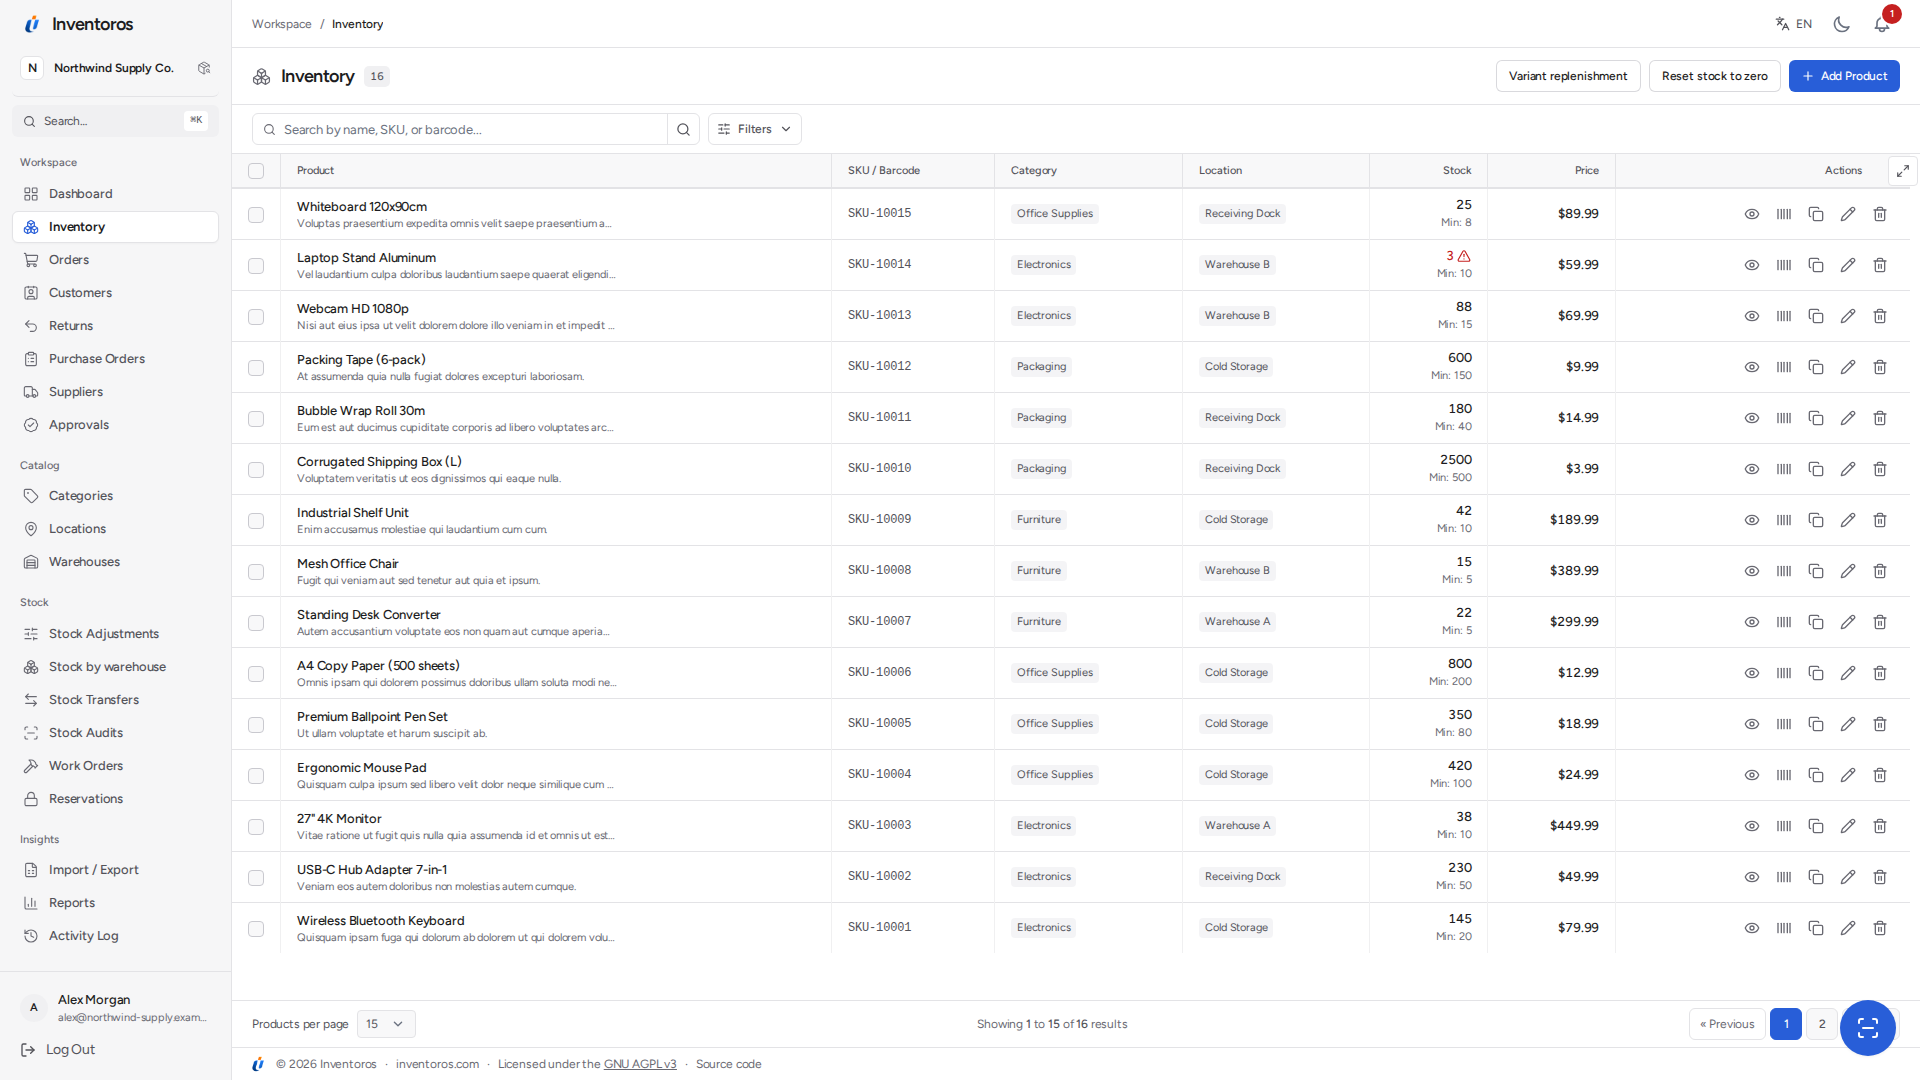 Inventoros
N Northwind Supply Co.
Search... ⌘K
Workspace
Dashboard
Inventory
Orders
Customers
Returns
Purchase Orders
Suppliers
Approvals
Catalog
Categories
Locations
Warehouses
Stock
Stock Adjustments
Stock by warehouse
Stock Transfers
Stock Audits
Work Orders
Reservations
Insights
Import / Export
Reports
Activity Log
A Alex Morgan
alex@northwind-supply.exam...
Log Out
Workspace / Inventory
EN 1
Inventory 16
Variant replenishment Reset stock to zero Add Product
Search by name, SKU, or barcode... Filters
Product SKU / Barcode Category Location Stock Price Actions
Whiteboard 120x90cm SKU-10015 Office Supplies Receiving Dock 25 $89.99
Voluptas praesentium expedita omnis velit saepe praesentium a... Min: 8
Laptop Stand Aluminum SKU-10014 Electronics Warehouse B 3 $59.99
Vel laudantium culpa doloribus laudantium saepe quaerat eligendi... Min: 10
Webcam HD 1080p SKU-10013 Electronics Warehouse B 88 $69.99
Nisi aut eius ipsa ut velit dolorem dolore illo veniam in et impedit ... Min: 15
Packing Tape (6-pack) SKU-10012 Packaging Cold Storage 600 $9.99
At assumenda quia nulla fugiat dolores excepturi laboriosam. Min: 150
Bubble Wrap Roll 30m SKU-10011 Packaging Receiving Dock 180 $14.99
Eum est aut ducimus cupiditate corporis ad libero voluptates arc... Min: 40
Corrugated Shipping Box (L) SKU-10010 Packaging Receiving Dock 2500 $3.99
Voluptatem veritatis ut eos dignissimos qui eaque nulla. Min: 500
Industrial Shelf Unit SKU-10009 Furniture Cold Storage 42 $189.99
Enim accusamus molestiae qui laudantium cum cum. Min: 10
Mesh Office Chair SKU-10008 Furniture Warehouse B 15 $389.99
Fugit qui veniam aut sed tenetur aut quia et ipsum. Min: 5
Standing Desk Converter SKU-10007 Furniture Warehouse A 22 $299.99
Autem accusantium voluptate eos non quam aut cumque aperia... Min: 5
A4 Copy Paper (500 sheets) SKU-10006 Office Supplies Cold Storage 800 $12.99
Omnis ipsam qui dolorem possimus doloribus ullam soluta modi ne... Min: 200
Premium Ballpoint Pen Set SKU-10005 Office Supplies Cold Storage 350 $18.99
Ut ullam voluptate et harum suscipit ab. Min: 80
Ergonomic Mouse Pad SKU-10004 Office Supplies Cold Storage 420 $24.99
Quisquam culpa ipsum sed libero velit dolor neque similique cum ... Min: 100
27" 4K Monitor SKU-10003 Electronics Warehouse A 38 $449.99
Vitae ratione ut fugit quis nulla quia assumenda id et omnis ut est... Min: 10
USB-C Hub Adapter 7-in-1 SKU-10002 Electronics Receiving Dock 230 $49.99
Veniam eos autem doloribus non molestias autem cumque. Min: 50
Wireless Bluetooth Keyboard SKU-10001 Electronics Cold Storage 145 $79.99
Quisquam ipsam fuga qui dolorum ab dolorem ut qui dolorem volu... Min: 20
Products per page 15 Showing 1 to 15 of 16 results « Previous 1 2
© 2026 Inventoros · inventoros.com · Licensed under the GNU AGPL v3 · Source code